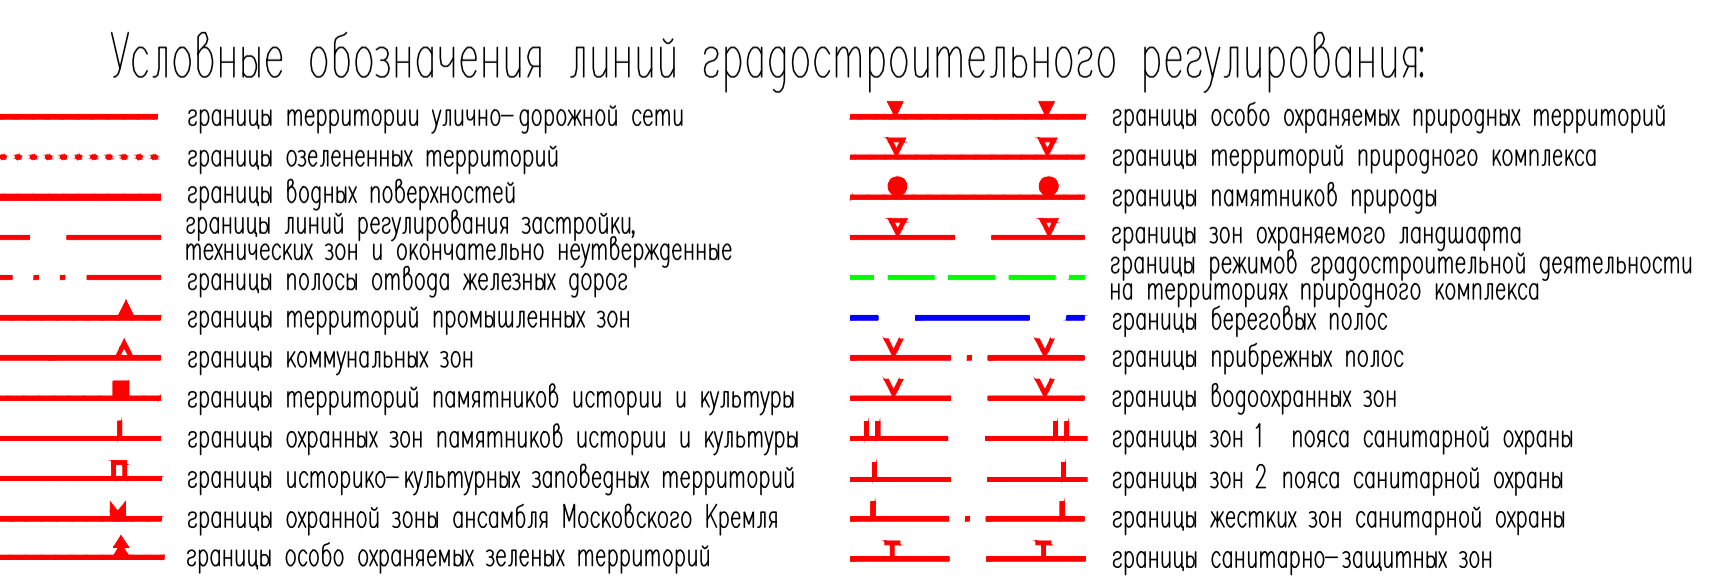 Условные обозначения линий градостроительного регулирования:
границы территории улично-дорожной сети
границы озелененных территорий
границы водных поверхностей
границы линий регулирования застройки,
технических зон и окончательно неутвержденные
границы полосы отвода железных дорог
границы территорий промышленных зон
границы коммунальных зон
границы территорий памятников истории и культуры
границы охранных зон памятников истории и культуры
границы историко-культурных заповедных территорий
границы охранной зоны ансамбля Московского Кремля
границы особо охраняемых зеленых территорий
границы особо охраняемых природных территорий
границы территорий природного комплекса
границы памятников природы
границы зон охраняемого ландшафта
границы режимов градостроительной деятельности
на территориях природного комплекса
границы береговых полос
границы прибрежных полос
границы водоохранных зон
границы зон 1 пояса санитарной охраны
границы зон 2 пояса санитарной охраны
границы жестких зон санитарной охраны
границы санитарно-защитных зон